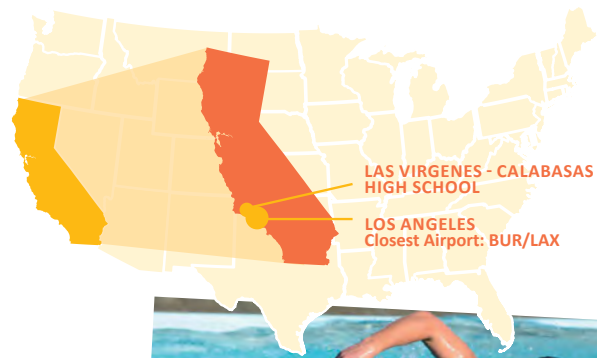 LAS VIRGENES - CALABASAS
HIGH SCHOOL
LOS ANGELES
Closest Airport: BUR/LAX